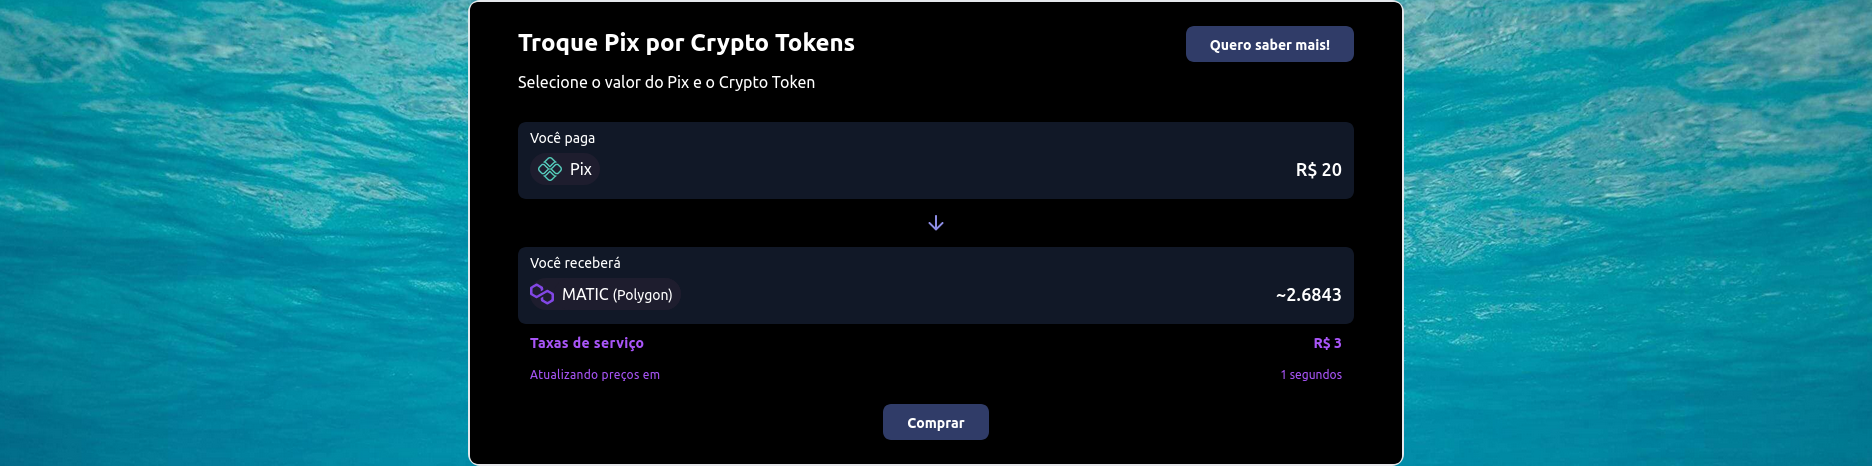 Troque Pix por Crypto Tokens
Quero saber mais!
Selecione o valor do Pix e o Crypto Token
Você paga
Pix
R$ 20
Você receberá
MATIC (Polygon)
~2.6843
Taxas de serviço
R$ 3
Atualizando preços em
1 segundos
Comprar